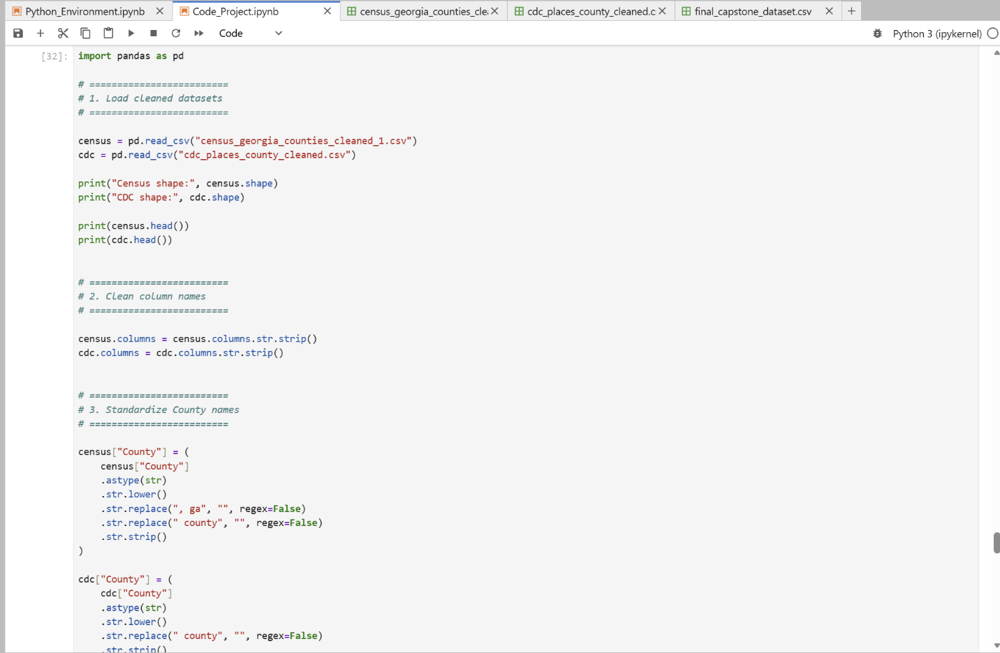 Python_Environment.ipynb
Code_Project.ipynb
census_georgia_counties_cle
cdc_places_county_cleaned.c
final_capstone_dataset.csv
Code
Python 3 (ipykernel)
[32]:
import pandas as pd
# =========================
# 1. Load cleaned datasets
# =========================
census = pd.read_csv("census_georgia_counties_cleaned_1.csv")
cdc = pd.read_csv("cdc_places_county_cleaned.csv")
print("Census shape:", census.shape)
print("CDC shape:", cdc.shape)
print(census.head())
print(cdc.head())
# =========================
# 2. Clean column names
# =========================
census.columns = census.columns.str.strip()
cdc.columns = cdc.columns.str.strip()
# =========================
# 3. Standardize County names
# =========================
census["County"] = (
    census["County"]
    .astype(str)
    .str.lower()
    .str.replace(", ga", "", regex=False)
    .str.replace(" county", "", regex=False)
    .str.strip()
)
cdc["County"] = (
    cdc["County"]
    .astype(str)
    .str.lower()
    .str.replace(" county", "", regex=False)
    .str.strip()